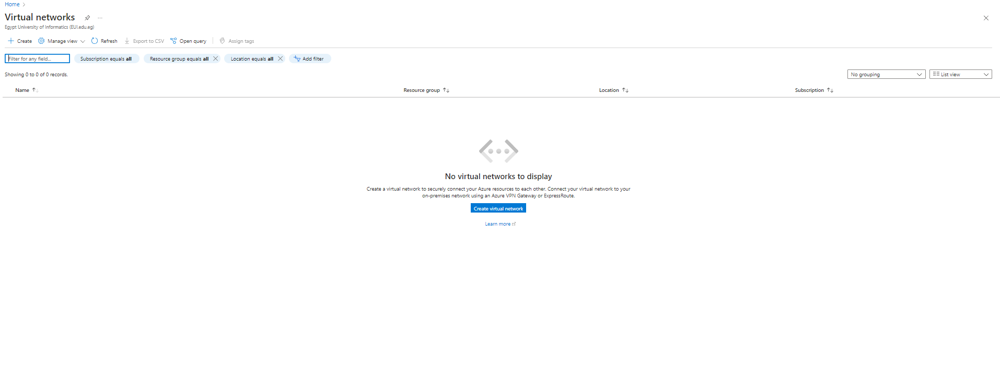 Home
Virtual networks
Egypt University of Informatics (EUI.edu.eg)
Create Manage view Refresh Export to CSV Open query Assign tags
Filter for any field... Subscription equals all Resource group equals all Location equals all Add filter
Showing 0 to 0 of 0 records. No grouping List view
Name Resource group Location Subscription
No virtual networks to display
Create a virtual network to securely connect your Azure resources to each other. Connect your virtual network to your
on-premises network using an Azure VPN Gateway or ExpressRoute.
Create virtual network
Learn more